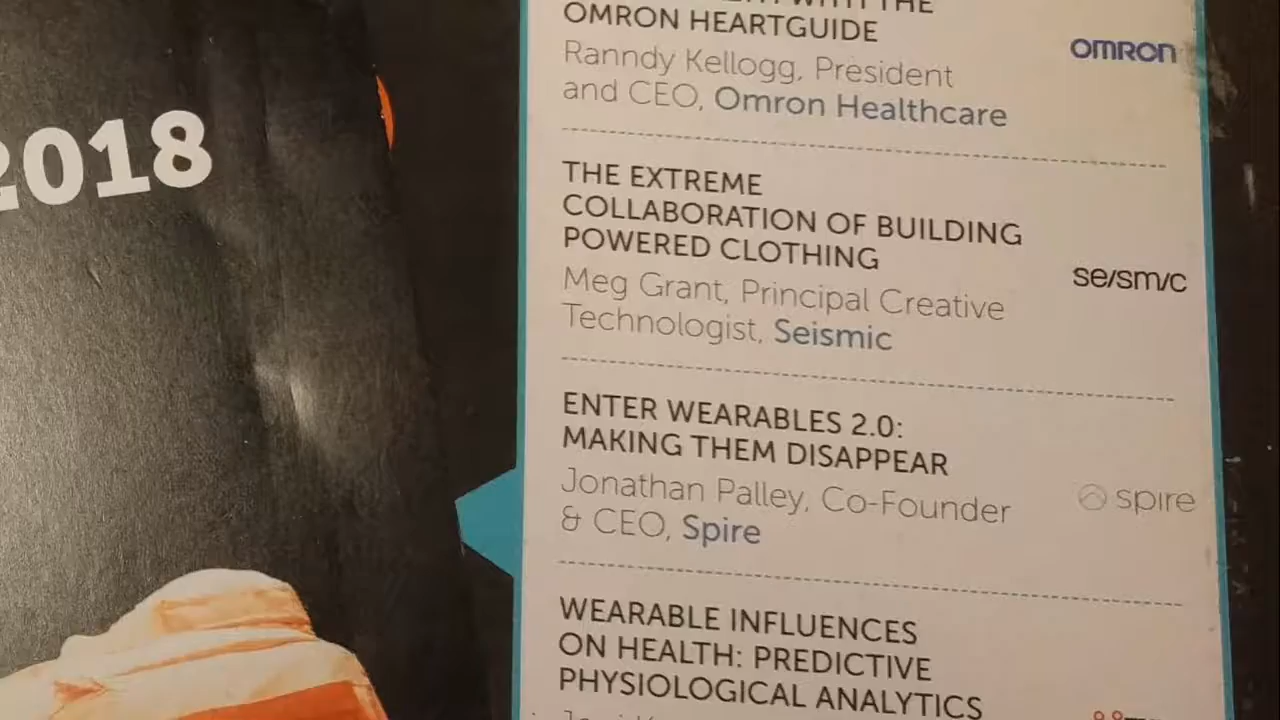 2018
THE
OMRON HEARTGUIDE
Ranndy Kellogg, President
and CEO, Omron Healthcare
OMRON
THE EXTREME
COLLABORATION OF BUILDING
POWERED CLOTHING
Meg Grant, Principal Creative
Technologist, Seismic
se/sm/c
ENTER WEARABLES 2.0:
MAKING THEM DISAPPEAR
Jonathan Palley, Co-Founder
& CEO, Spire
spire
WEARABLE INFLUENCES
ON HEALTH: PREDICTIVE
PHYSIOLOGICAL ANALYTICS